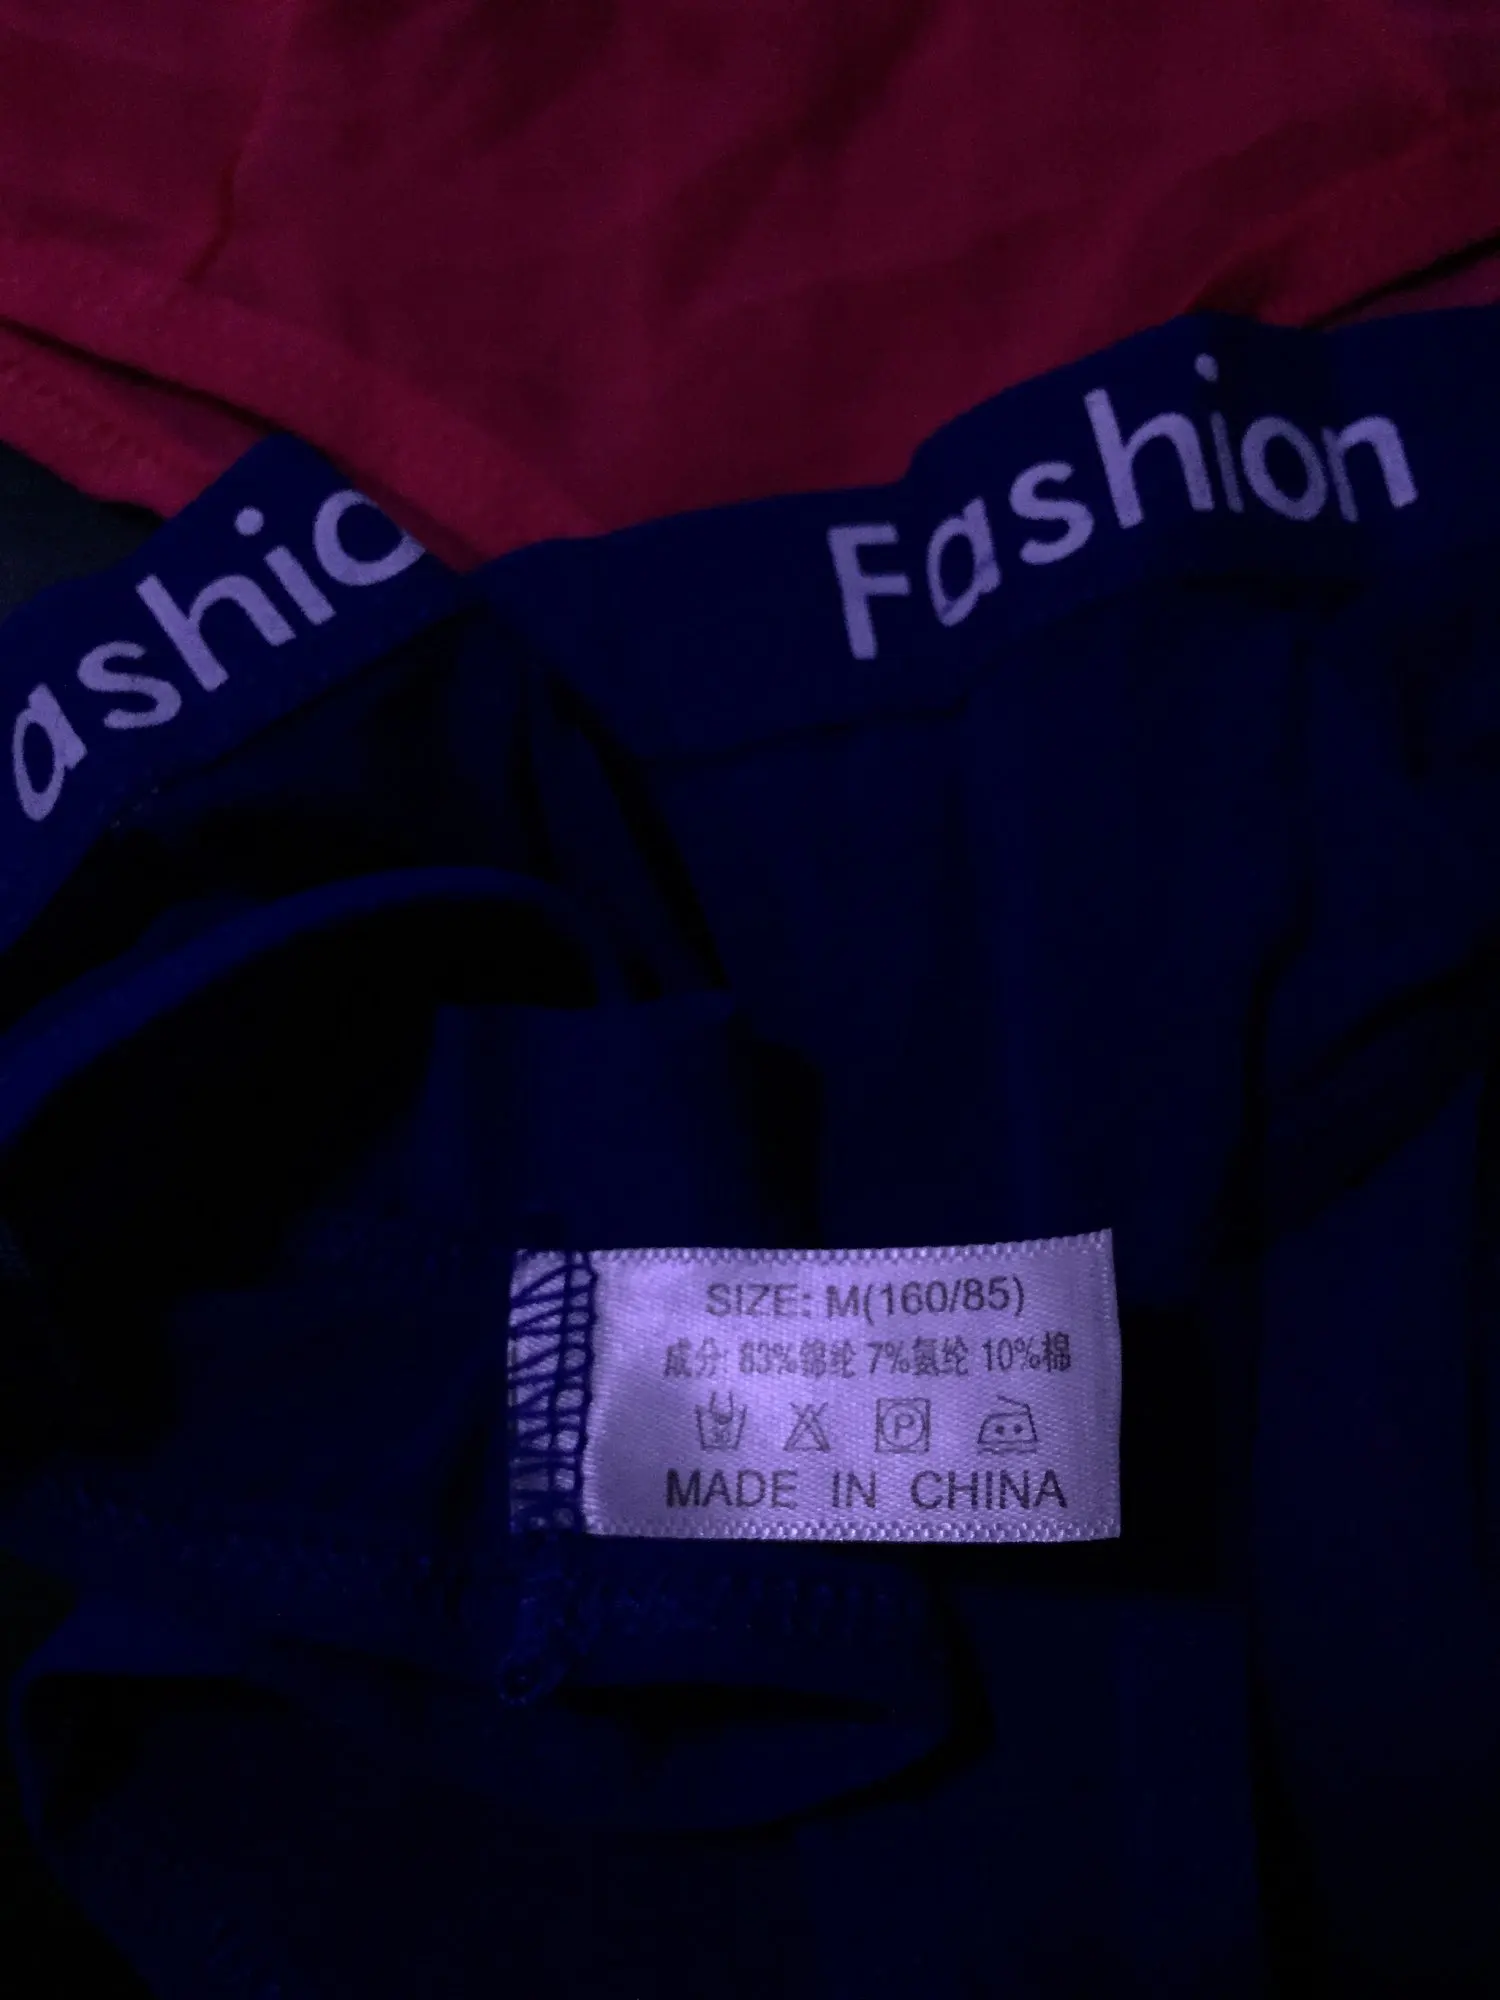 Fashion
ashio
SIZE: M(160/85)
成分: 83%锦纶 7%氨纶 10%棉
P
MADE IN CHINA